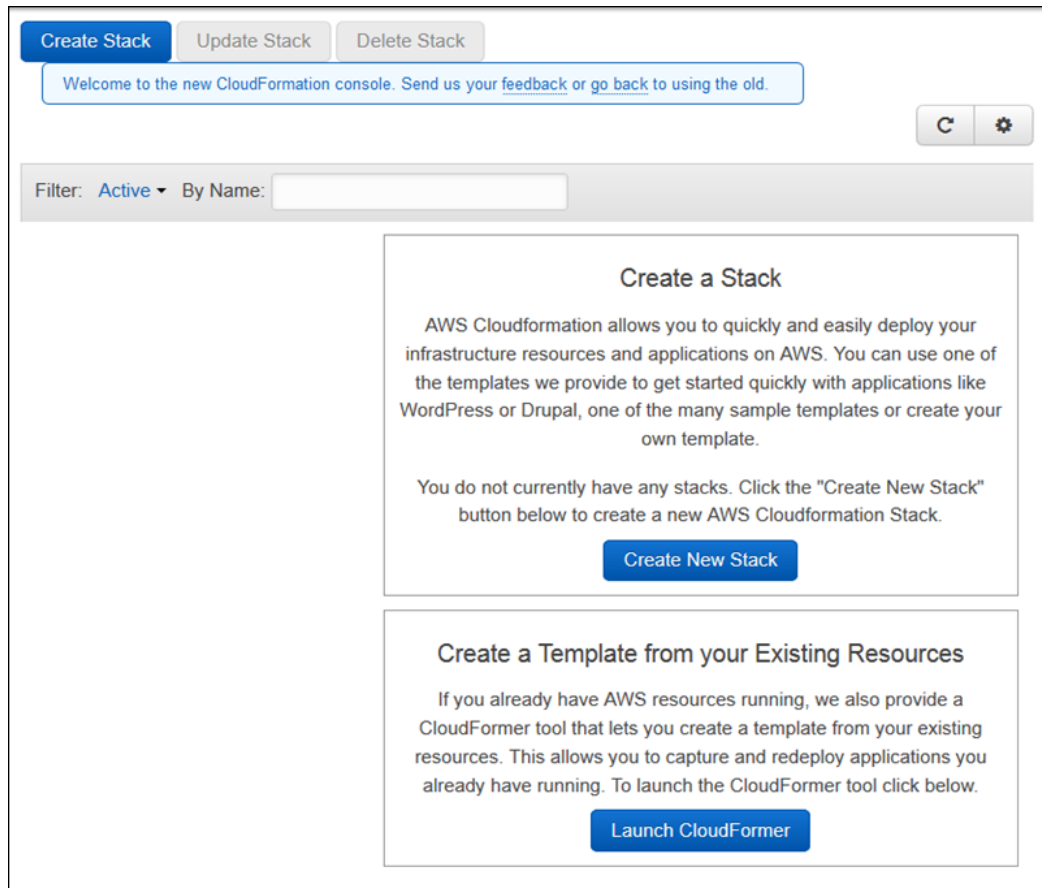 Create Stack Update Stack Delete Stack
Welcome to the new CloudFormation console. Send us your feedback or go back to using the old.
Filter: Active By Name:
Create a Stack
AWS Cloudformation allows you to quickly and easily deploy your
infrastructure resources and applications on AWS. You can use one of
the templates we provide to get started quickly with applications like
WordPress or Drupal, one of the many sample templates or create your
own template.
You do not currently have any stacks. Click the "Create New Stack"
button below to create a new AWS Cloudformation Stack.
Create New Stack
Create a Template from your Existing Resources
If you already have AWS resources running, we also provide a
CloudFormer tool that lets you create a template from your existing
resources. This allows you to capture and redeploy applications you
already have running. To launch the CloudFormer tool click below.
Launch CloudFormer